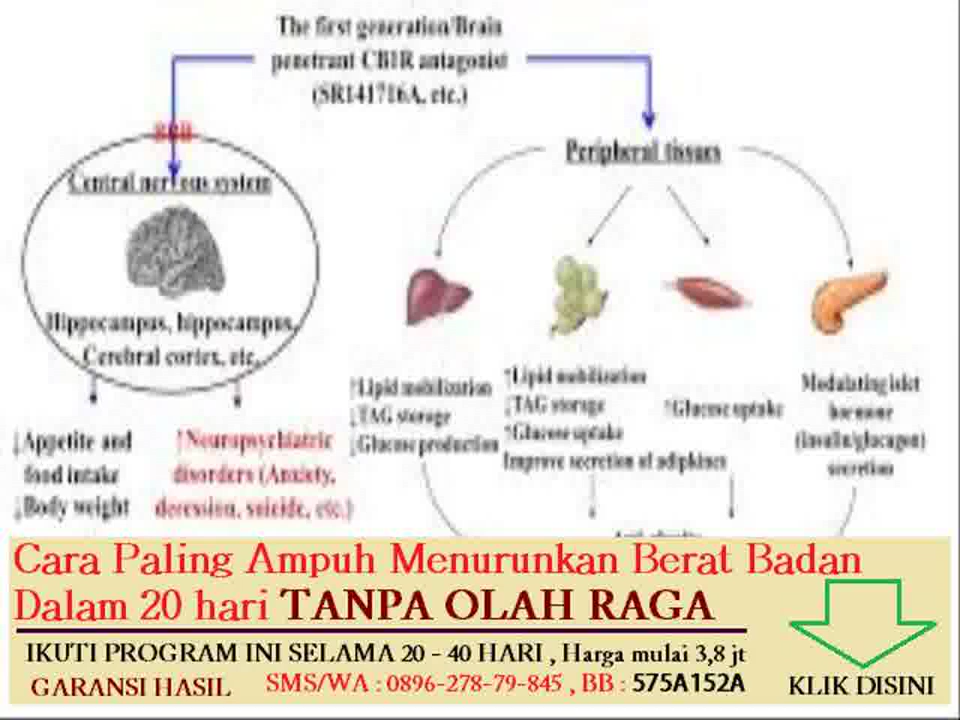 The first generation/Brain
penetrant CB1R antagonist
(SR141716A, etc.)
BBB
Central nervous system
Hippocampus, hippocampus,
Cerebral cortex, etc.
↓Appetite and
food intake
↓Body weight
↑Neuropsychiatric
disorders (Anxiety,
deression, suicide, etc.)
Peripheral tissues
↑Lipid mobilization
↓TAG storage
↓Glucose production
↑Lipid mobilization
↓TAG storage
↑Glucose uptake
Improve secretion of adipkines
↑Glucose uptake
Modulating islet
hormone
(insulin/glucagon)
secretion
Cara Paling Ampuh Menurunkan Berat Badan
Dalam 20 hari TANPA OLAH RAGA
IKUTI PROGRAM INI SELAMA 20 - 40 HARI , Harga mulai 3,8 jt
GARANSI HASIL SMS/WA : 0896-278-79-845 , BB : 575A152A
KLIK DISINI